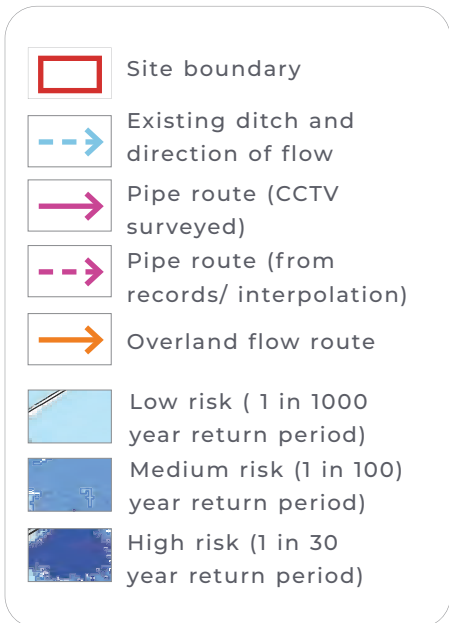 Site boundary
Existing ditch and
direction of flow
Pipe route (CCTV
surveyed)
Pipe route (from
records/ interpolation)
Overland flow route
Low risk ( 1 in 1000
year return period)
Medium risk (1 in 100)
year return period)
High risk (1 in 30
year return period)